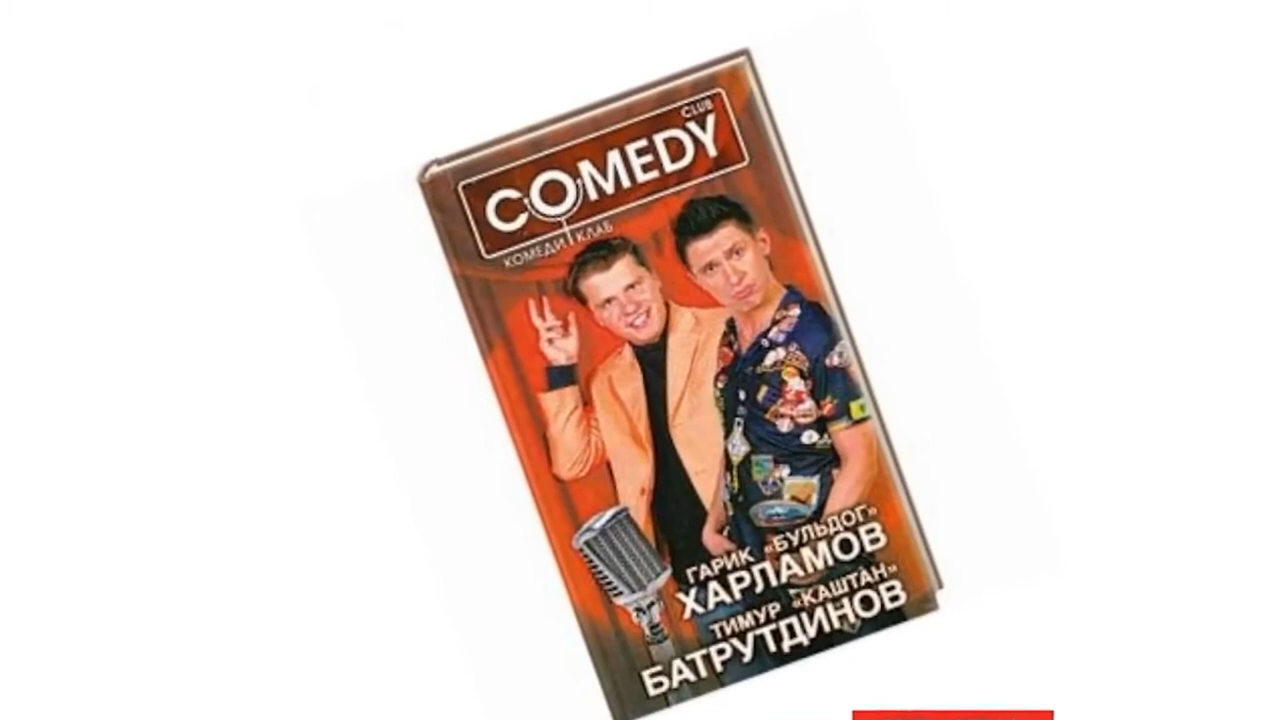 CLUB
COMEDY
КОМЕДИ КЛАБ
ГАРИК «БУЛЬДОГ»
ХАРЛАМОВ
ТИМУР «КАШТАН»
БАТРУТДИНОВ